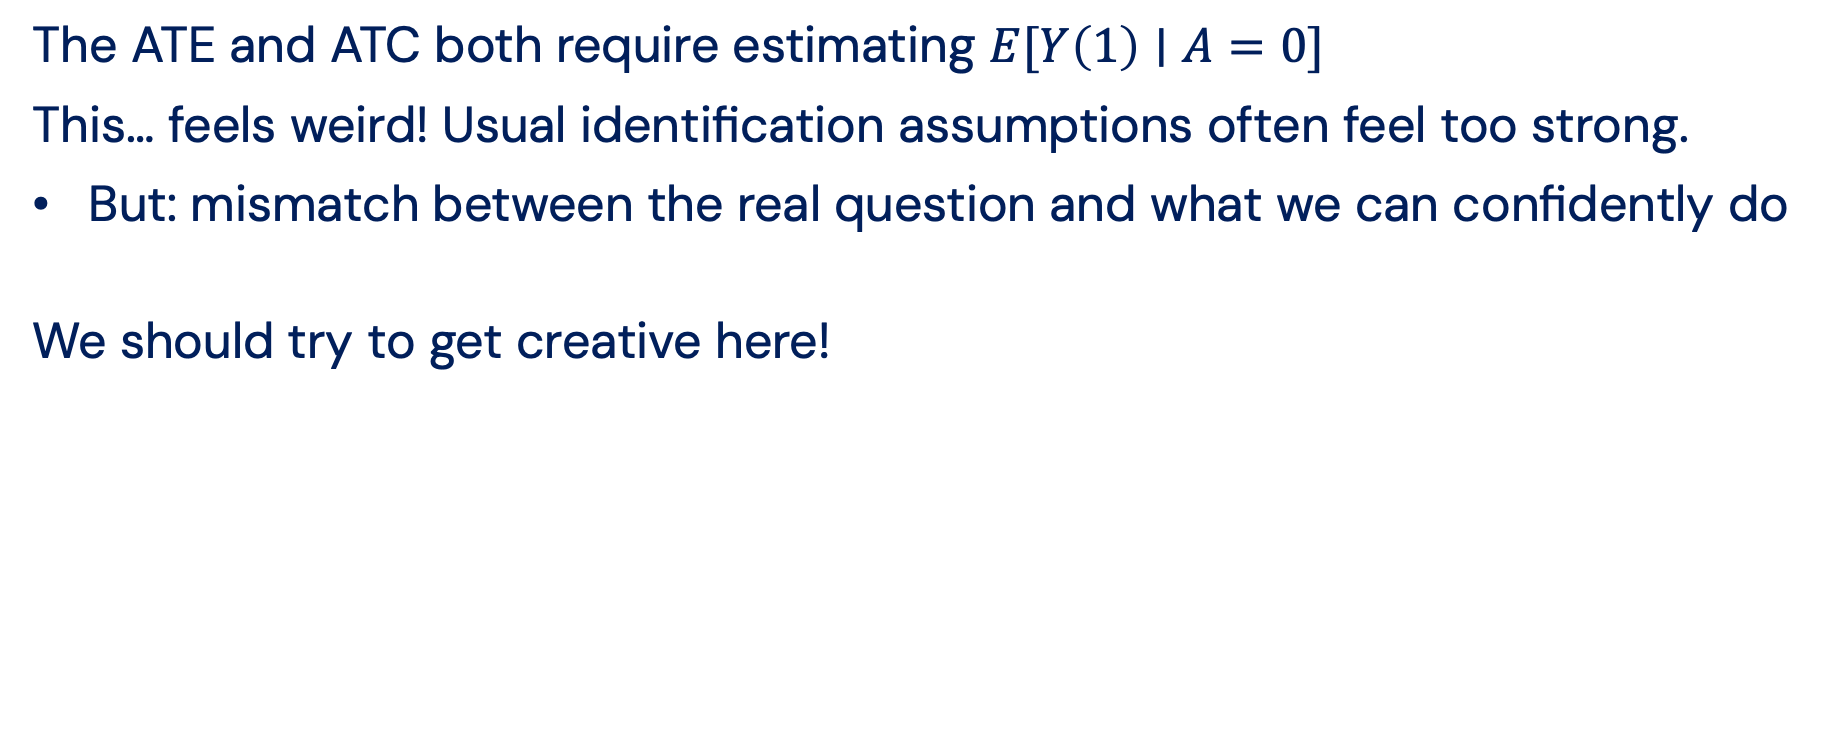 The ATE and ATC both require estimating E[Y(1) | A = 0]
This... feels weird! Usual identification assumptions often feel too strong.
• But: mismatch between the real question and what we can confidently do
We should try to get creative here!